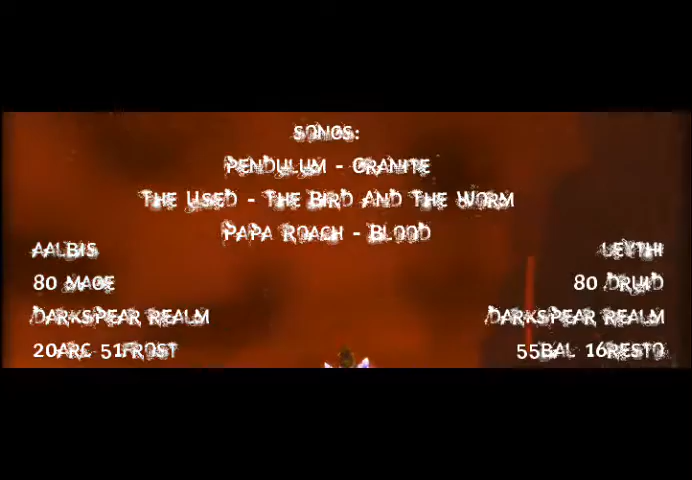 SONGS:
PENDULUM - GRANITE
THE USED - THE BIRD AND THE WORM
PAPA ROACH - BLOOD
AALBIS
80 MAGE
DARKSPEAR REALM
20ARC 51FROST
LEYTHI
80 DRUID
DARKSPEAR REALM
55BAL 16RESTO